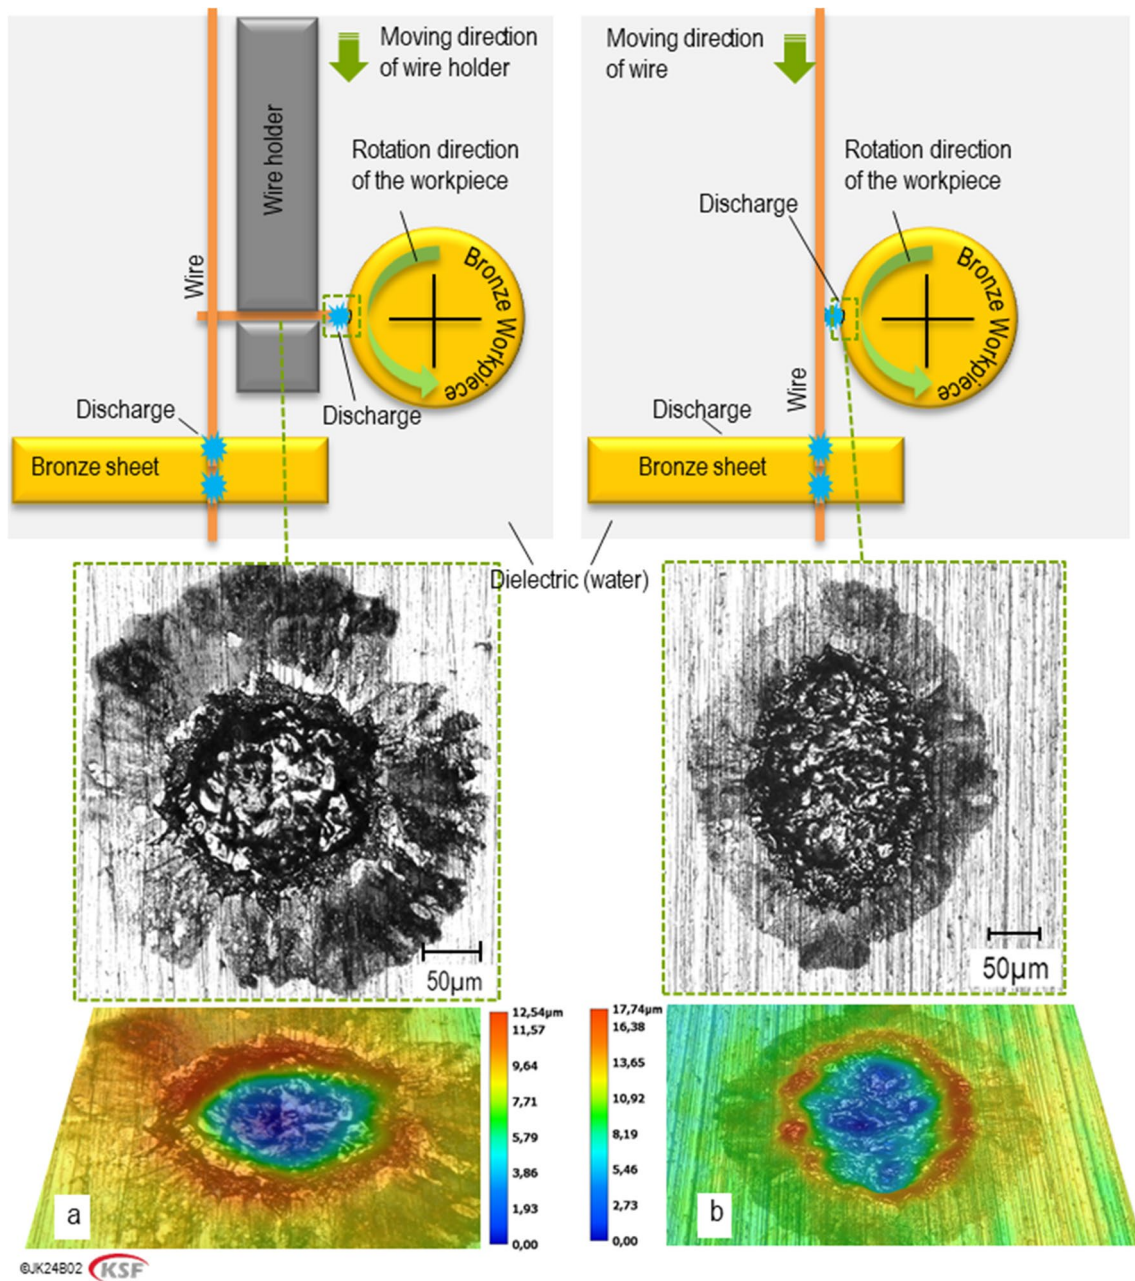 Moving direction
of wire holder
Wire holder
Rotation direction
of the workpiece
Wire
Bronze Workpiece
Discharge
Discharge
Bronze sheet
Moving direction
of wire
Rotation direction
of the workpiece
Discharge
Bronze Workpiece
Wire
Discharge
Bronze sheet
Dielectric (water)
50µm
50µm
12,54µm
11,57
9,64
7,71
5,79
3,86
1,93
0,00
17,74µm
16,38
13,65
10,92
8,19
5,46
2,73
0,00
a
b
©JK24B02 KSF